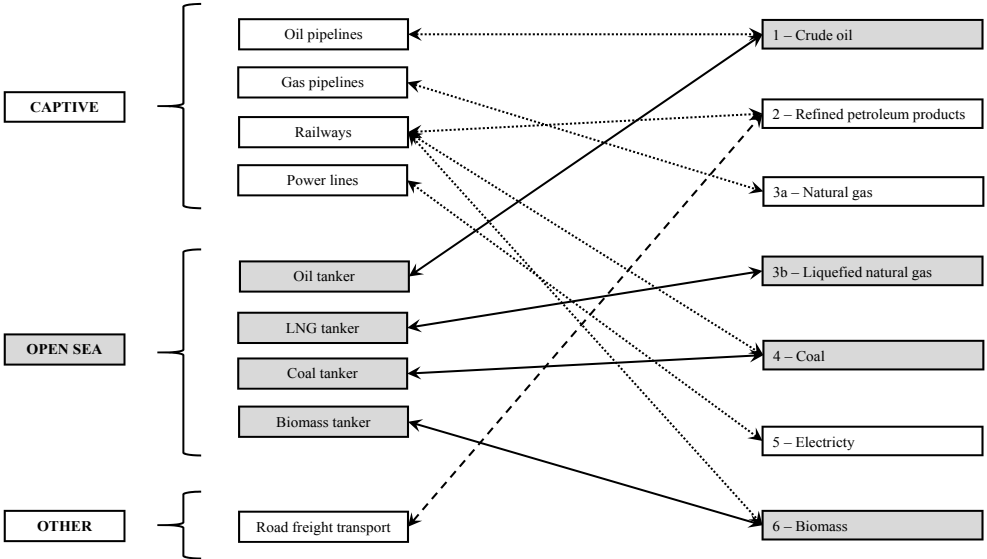 CAPTIVE
Oil pipelines
Gas pipelines
Railways
Power lines
OPEN SEA
Oil tanker
LNG tanker
Coal tanker
Biomass tanker
OTHER
Road freight transport
1 – Crude oil
2 – Refined petroleum products
3a – Natural gas
3b – Liquefied natural gas
4 – Coal
5 – Electricty
6 – Biomass